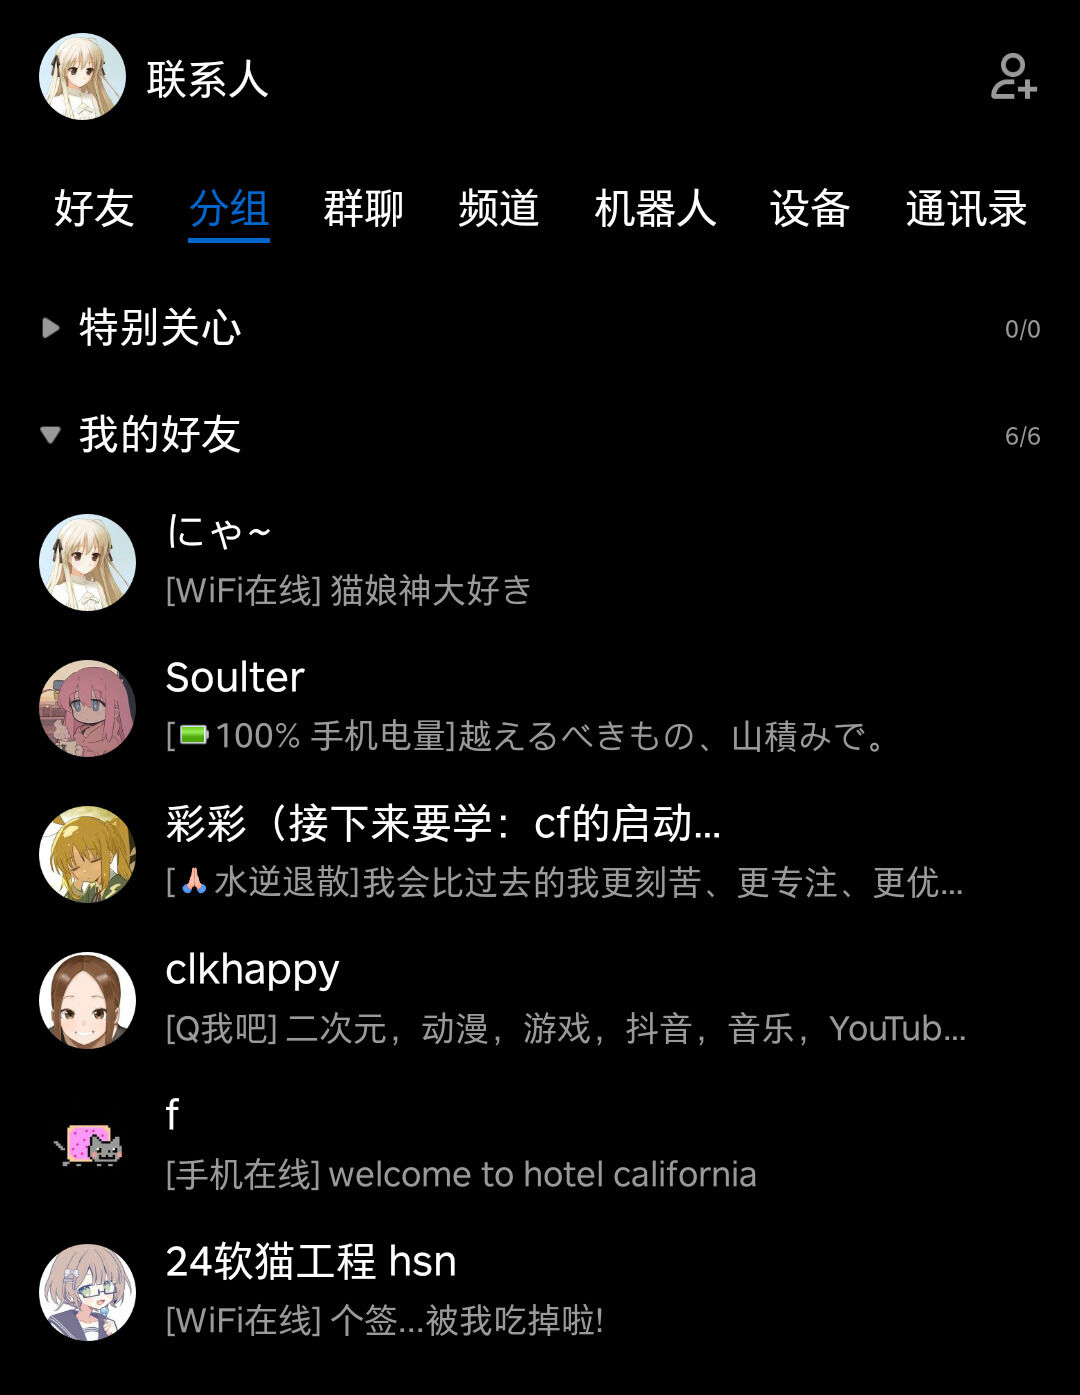 联系人
好友 分组 群聊 频道 机器人 设备 通讯录
特别关心 0/0
我的好友 6/6
にゃ~
[WiFi在线] 猫娘神大好き
Soulter
[🔋100% 手机电量]越えるべきもの、山積みで。
彩彩（接下来要学：cf的启动...
[🙏水逆退散]我会比过去的我更刻苦、更专注、更优...
clkhappy
[Q我吧] 二次元，动漫，游戏，抖音，音乐，YouTub...
f
[手机在线] welcome to hotel california
24软猫工程 hsn
[WiFi在线] 个签...被我吃掉啦!